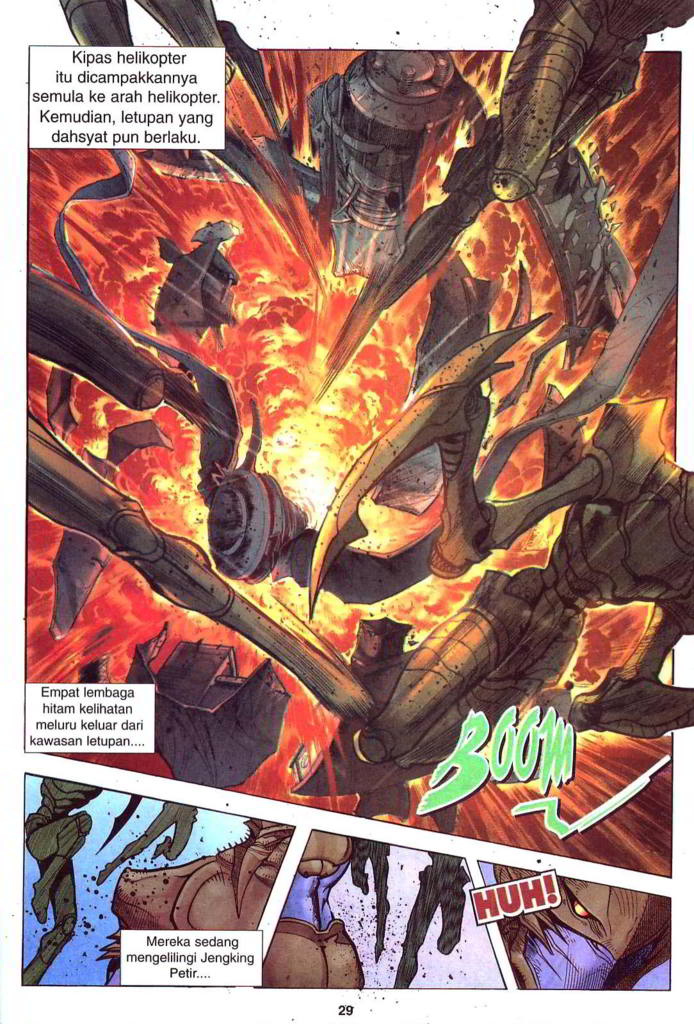 Kipas helikopter
itu dicampakkannya
semula ke arah helikopter.
Kemudian, letupan yang
dahsyat pun berlaku.
Empat lembaga
hitam kelihatan
meluru keluar dari
kawasan letupan....
BOOM
Mereka sedang
mengelilingi Jengking
Petir....
HUH!
29